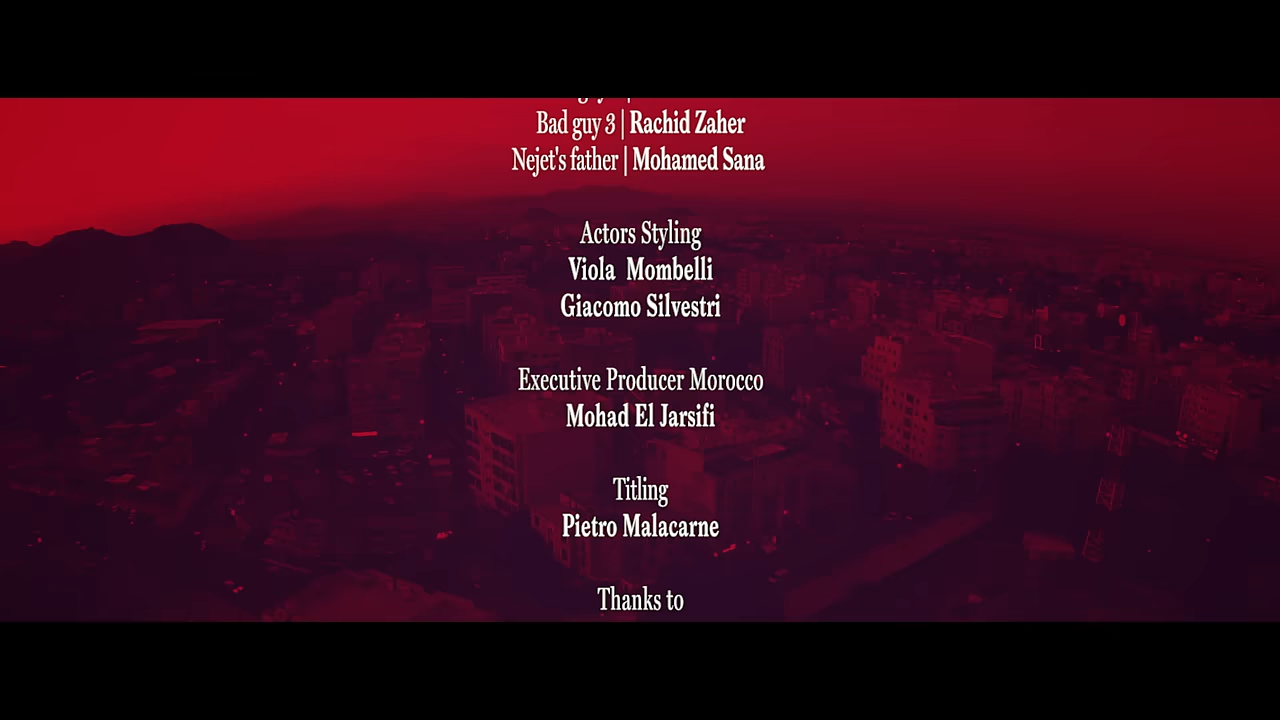 Bad guy 3 | Rachid Zaher
Nejet's father | Mohamed Sana
Actors Styling
Viola Mombelli
Giacomo Silvestri
Executive Producer Morocco
Mohad El Jarsifi
Titling
Pietro Malacarne
Thanks to